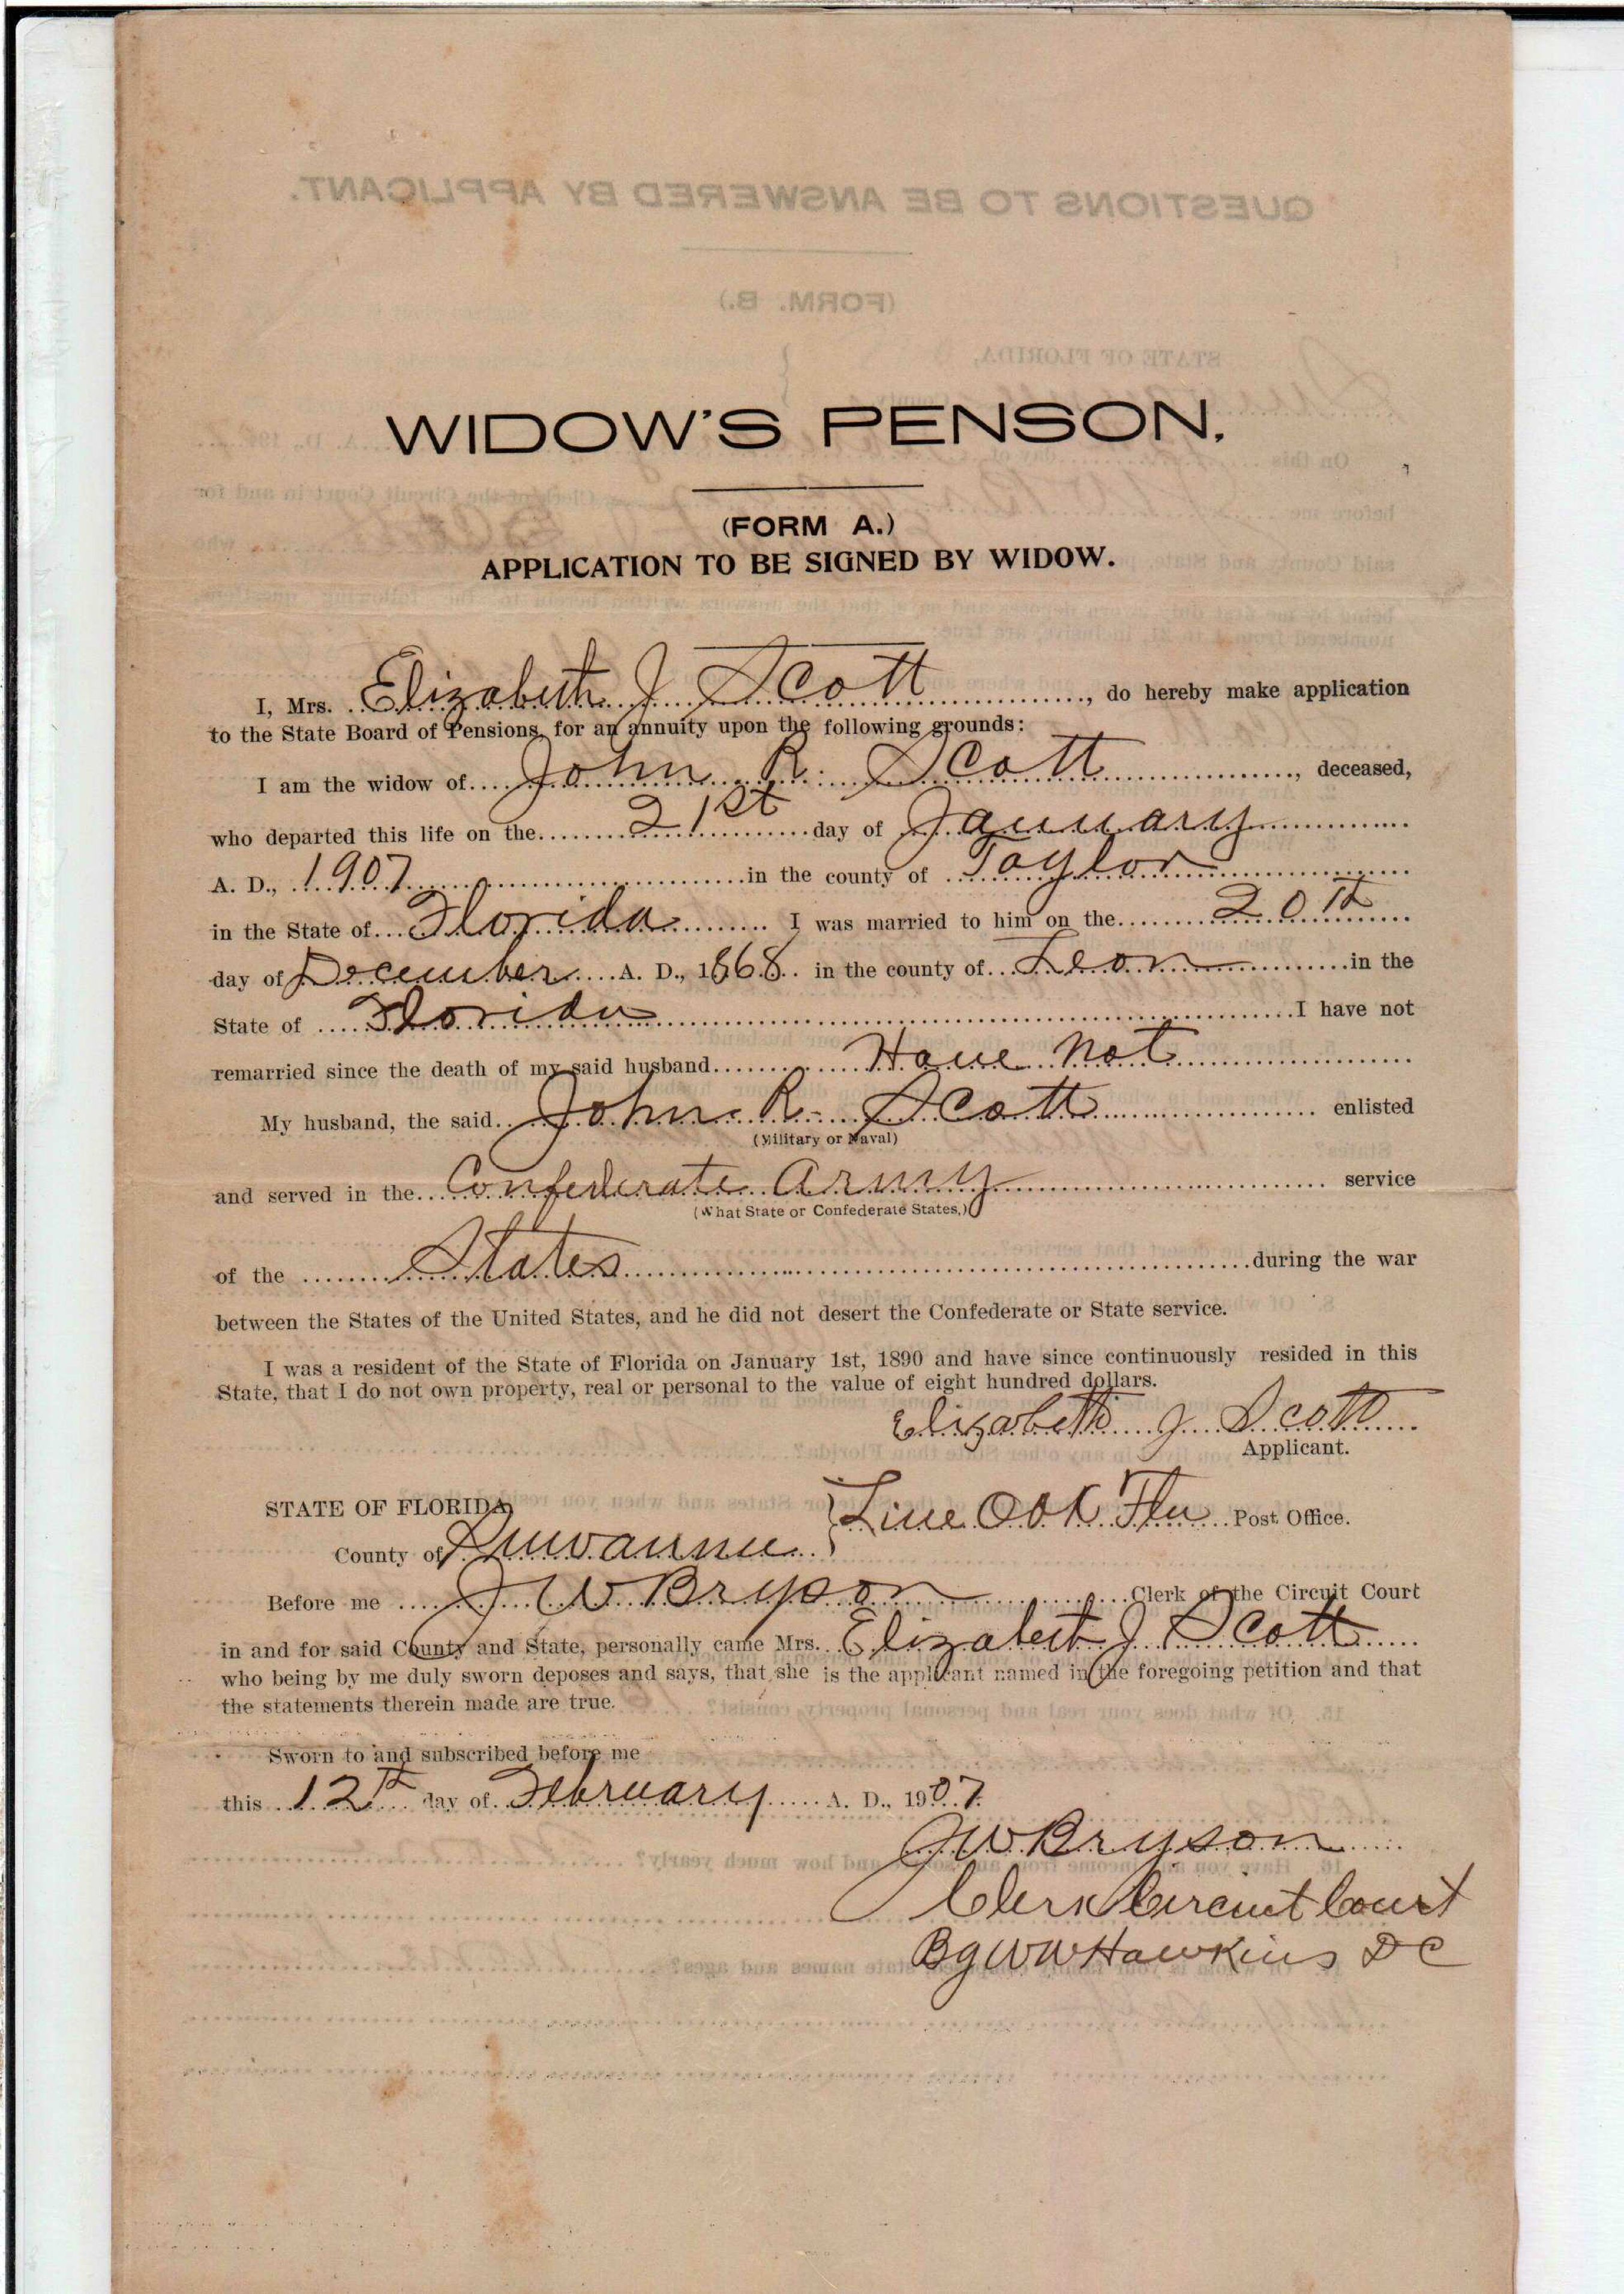 WIDOW'S PENSON.
(FORM A.)
APPLICATION TO BE SIGNED BY WIDOW.
I, Mrs. Elizabeth J Scott, do hereby make application
to the State Board of Pensions, for an annuity upon the following grounds:
I am the widow of John R. Scott, deceased,
who departed this life on the 21st day of January
A. D., 1907 in the county of Taylor
in the State of Florida I was married to him on the 20th
day of December A. D., 1868 in the county of Leon in the
State of Florida I have not
remarried since the death of my said husband Have Not
My husband, the said John R. Scott enlisted
(Military or Naval)
and served in the Confederate Army service
(What State or Confederate States,)
of the States during the war
between the States of the United States, and he did not desert the Confederate or State service.
I was a resident of the State of Florida on January 1st, 1890 and have since continuously resided in this
State, that I do not own property, real or personal to the value of eight hundred dollars.
Elizabeth J. Scott
Applicant.
STATE OF FLORIDA, Live Oak Fla Post Office.
County of Suwannee
Before me J W Bryson Clerk of the Circuit Court
in and for said County and State, personally came Mrs. Elizabeth J Scott
who being by me duly sworn deposes and says, that she is the applicant named in the foregoing petition and that
the statements therein made are true.
Sworn to and subscribed before me
this 12th day of February A. D., 1907.
J W Bryson
Clerk Circuit Court
By W W Hawkins D C